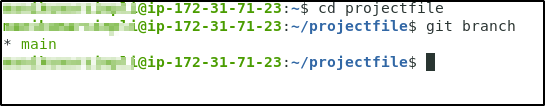 @ip-172-31-71-23:~$ cd projectfile
@ip-172-31-71-23:~/projectfile$ git branch
* main
@ip-172-31-71-23:~/projectfile$